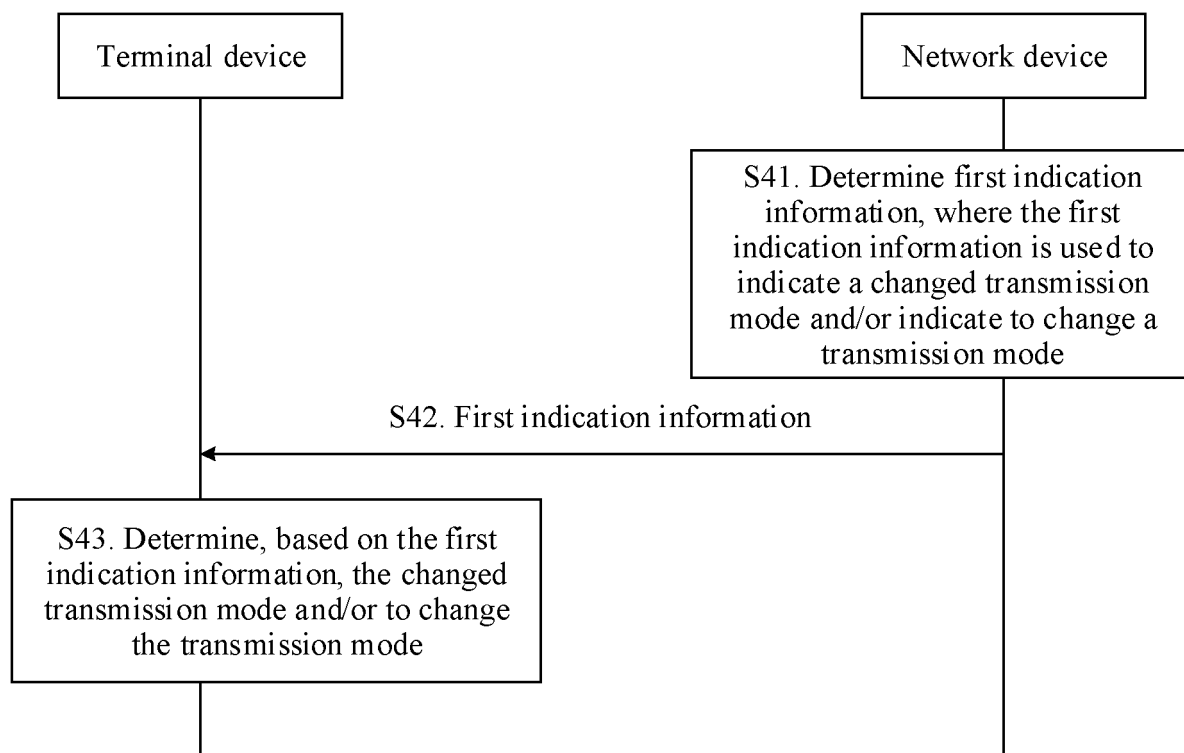 Terminal device
Network device
S41. Determine first indication
information, where the first
indication information is used to
indicate a changed transmission
mode and/or indicate to change a
transmission mode
S42. First indication information
S43. Determine, based on the first
indication information, the changed
transmission mode and/or to change
the transmission mode